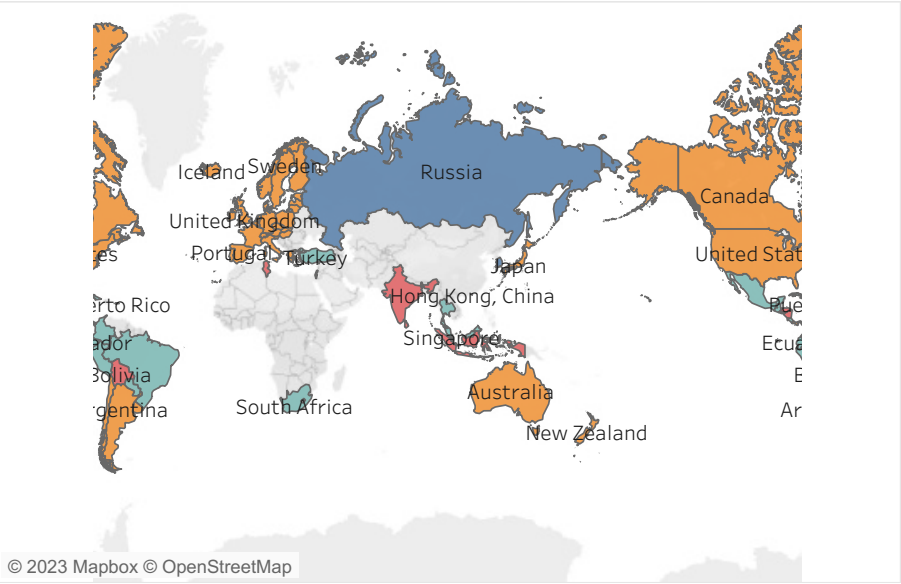 Iceland
Sweden
Russia
Canada
United Kingdom
Portugal
Turkey
Japan
United Stat
es
Hong Kong, China
erto Rico
Pue
Singapore
ador
Ecua
Bolivia
B
Australia
rgentina
South Africa
Ar
New Zealand
© 2023 Mapbox © OpenStreetMap